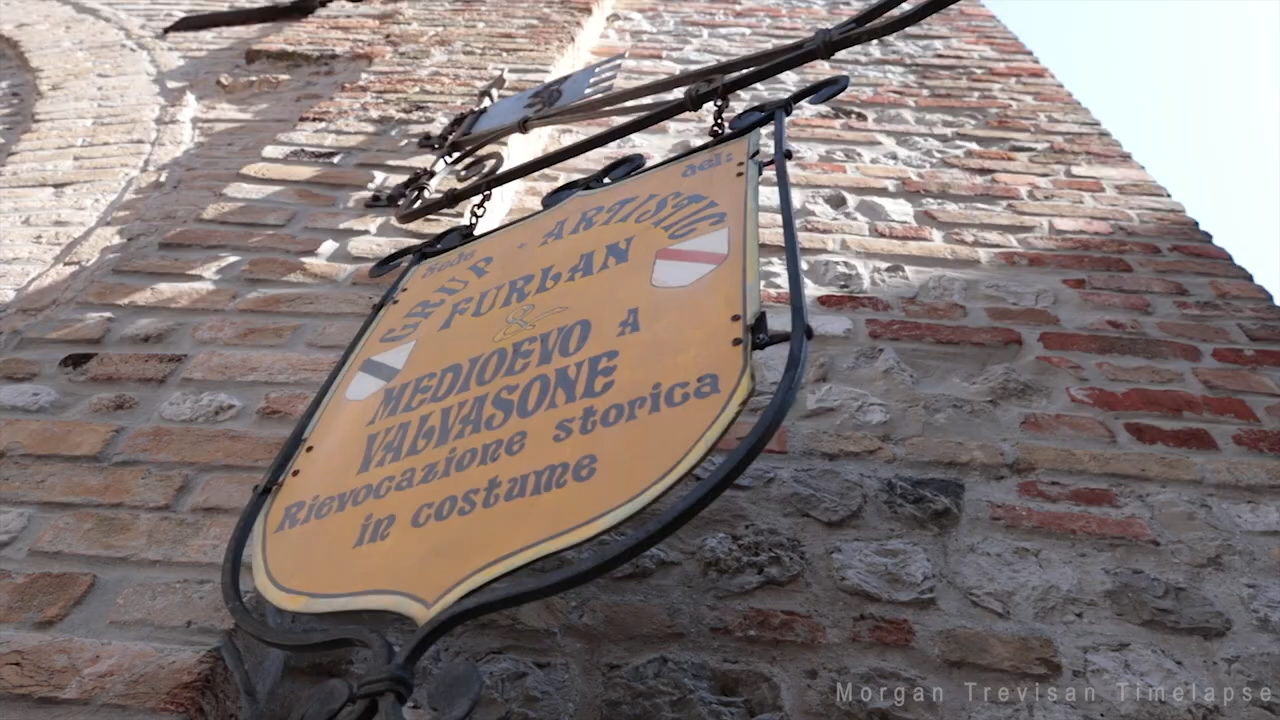 Sede del:
GRUP · ARTISTIC
FURLAN
&
MEDIOEVO A
VALVASONE
Rievocazione storica
in costume
Morgan Trevisan Timelapse